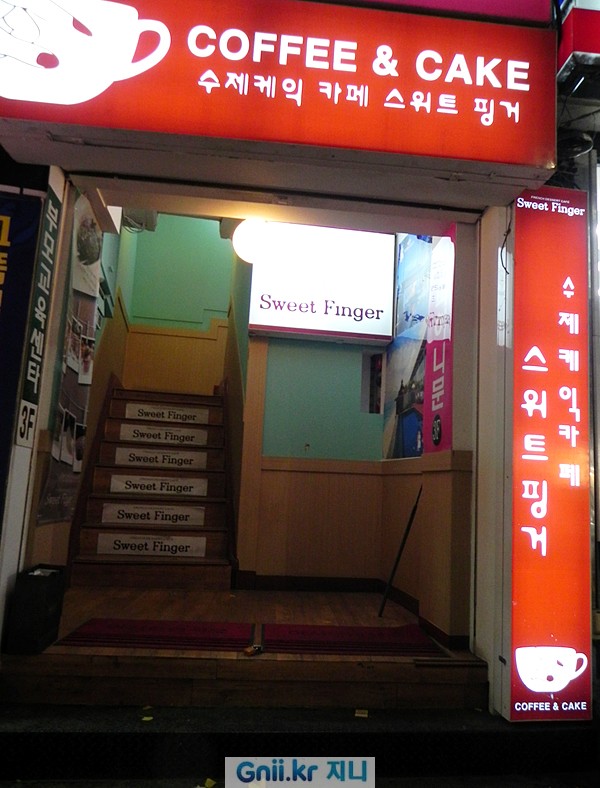 COFFEE & CAKE
수제케익 카페 스위트 핑거
Sweet Finger
Sweet Finger
수제케익카페
스위트핑거
COFFEE & CAKE
3F
Sweet Finger
Sweet Finger
Sweet Finger
Sweet Finger
Sweet Finger
Sweet Finger
Gnii.kr 지니